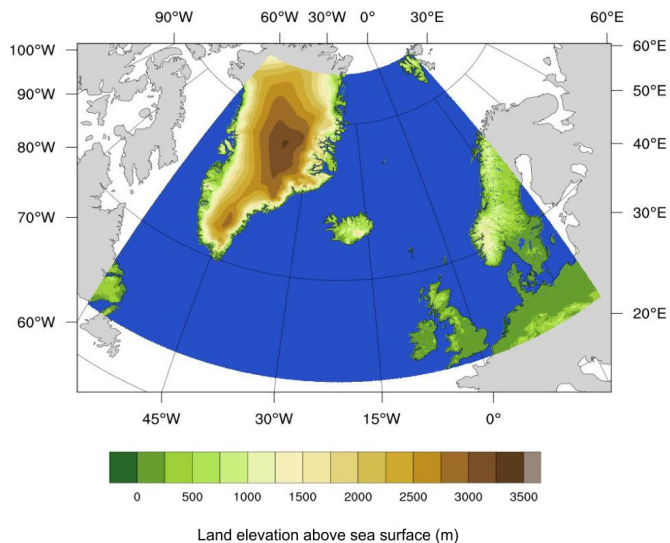 90°W 60°W 30°W 0° 30°E 60°E
100°W 60°E
90°W 50°E
80°W 40°E
70°W 30°E
60°W 20°E
45°W 30°W 15°W 0°
0 500 1000 1500 2000 2500 3000 3500
Land elevation above sea surface (m)